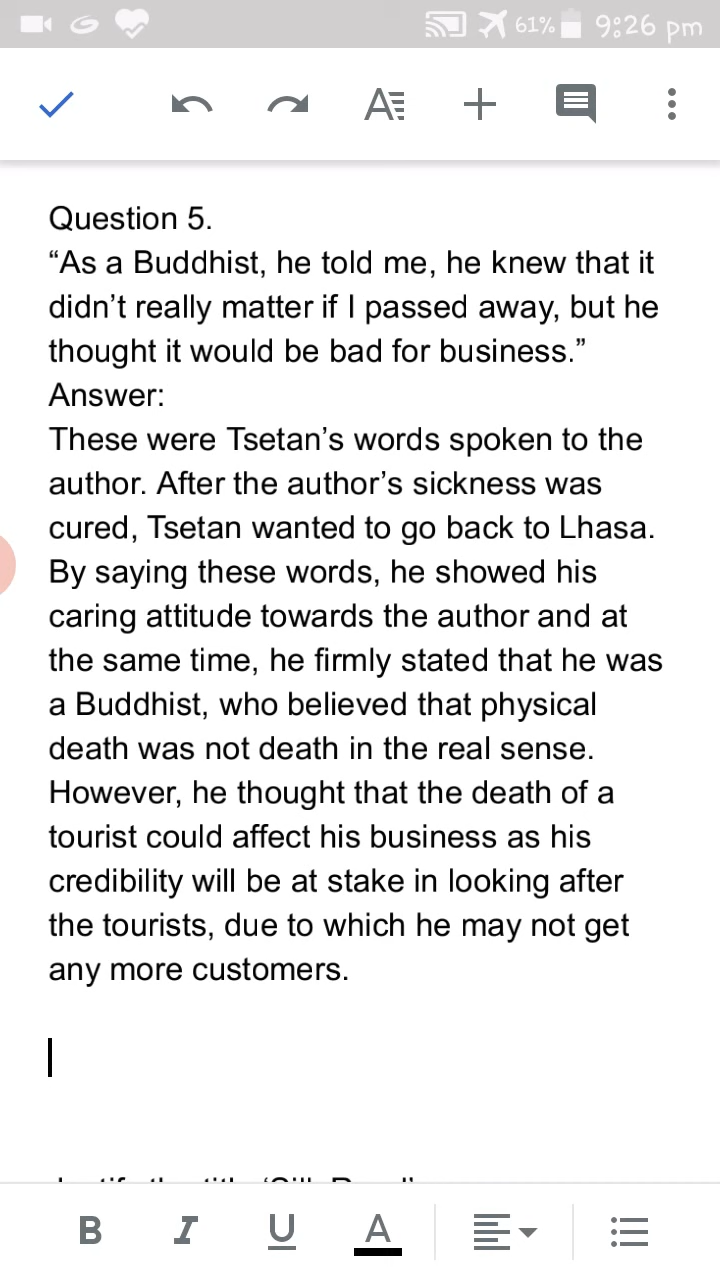 61% 9:26 pm
Question 5.
“As a Buddhist, he told me, he knew that it
didn’t really matter if I passed away, but he
thought it would be bad for business.”
Answer:
These were Tsetan’s words spoken to the
author. After the author’s sickness was
cured, Tsetan wanted to go back to Lhasa.
By saying these words, he showed his
caring attitude towards the author and at
the same time, he firmly stated that he was
a Buddhist, who believed that physical
death was not death in the real sense.
However, he thought that the death of a
tourist could affect his business as his
credibility will be at stake in looking after
the tourists, due to which he may not get
any more customers.
B I U A